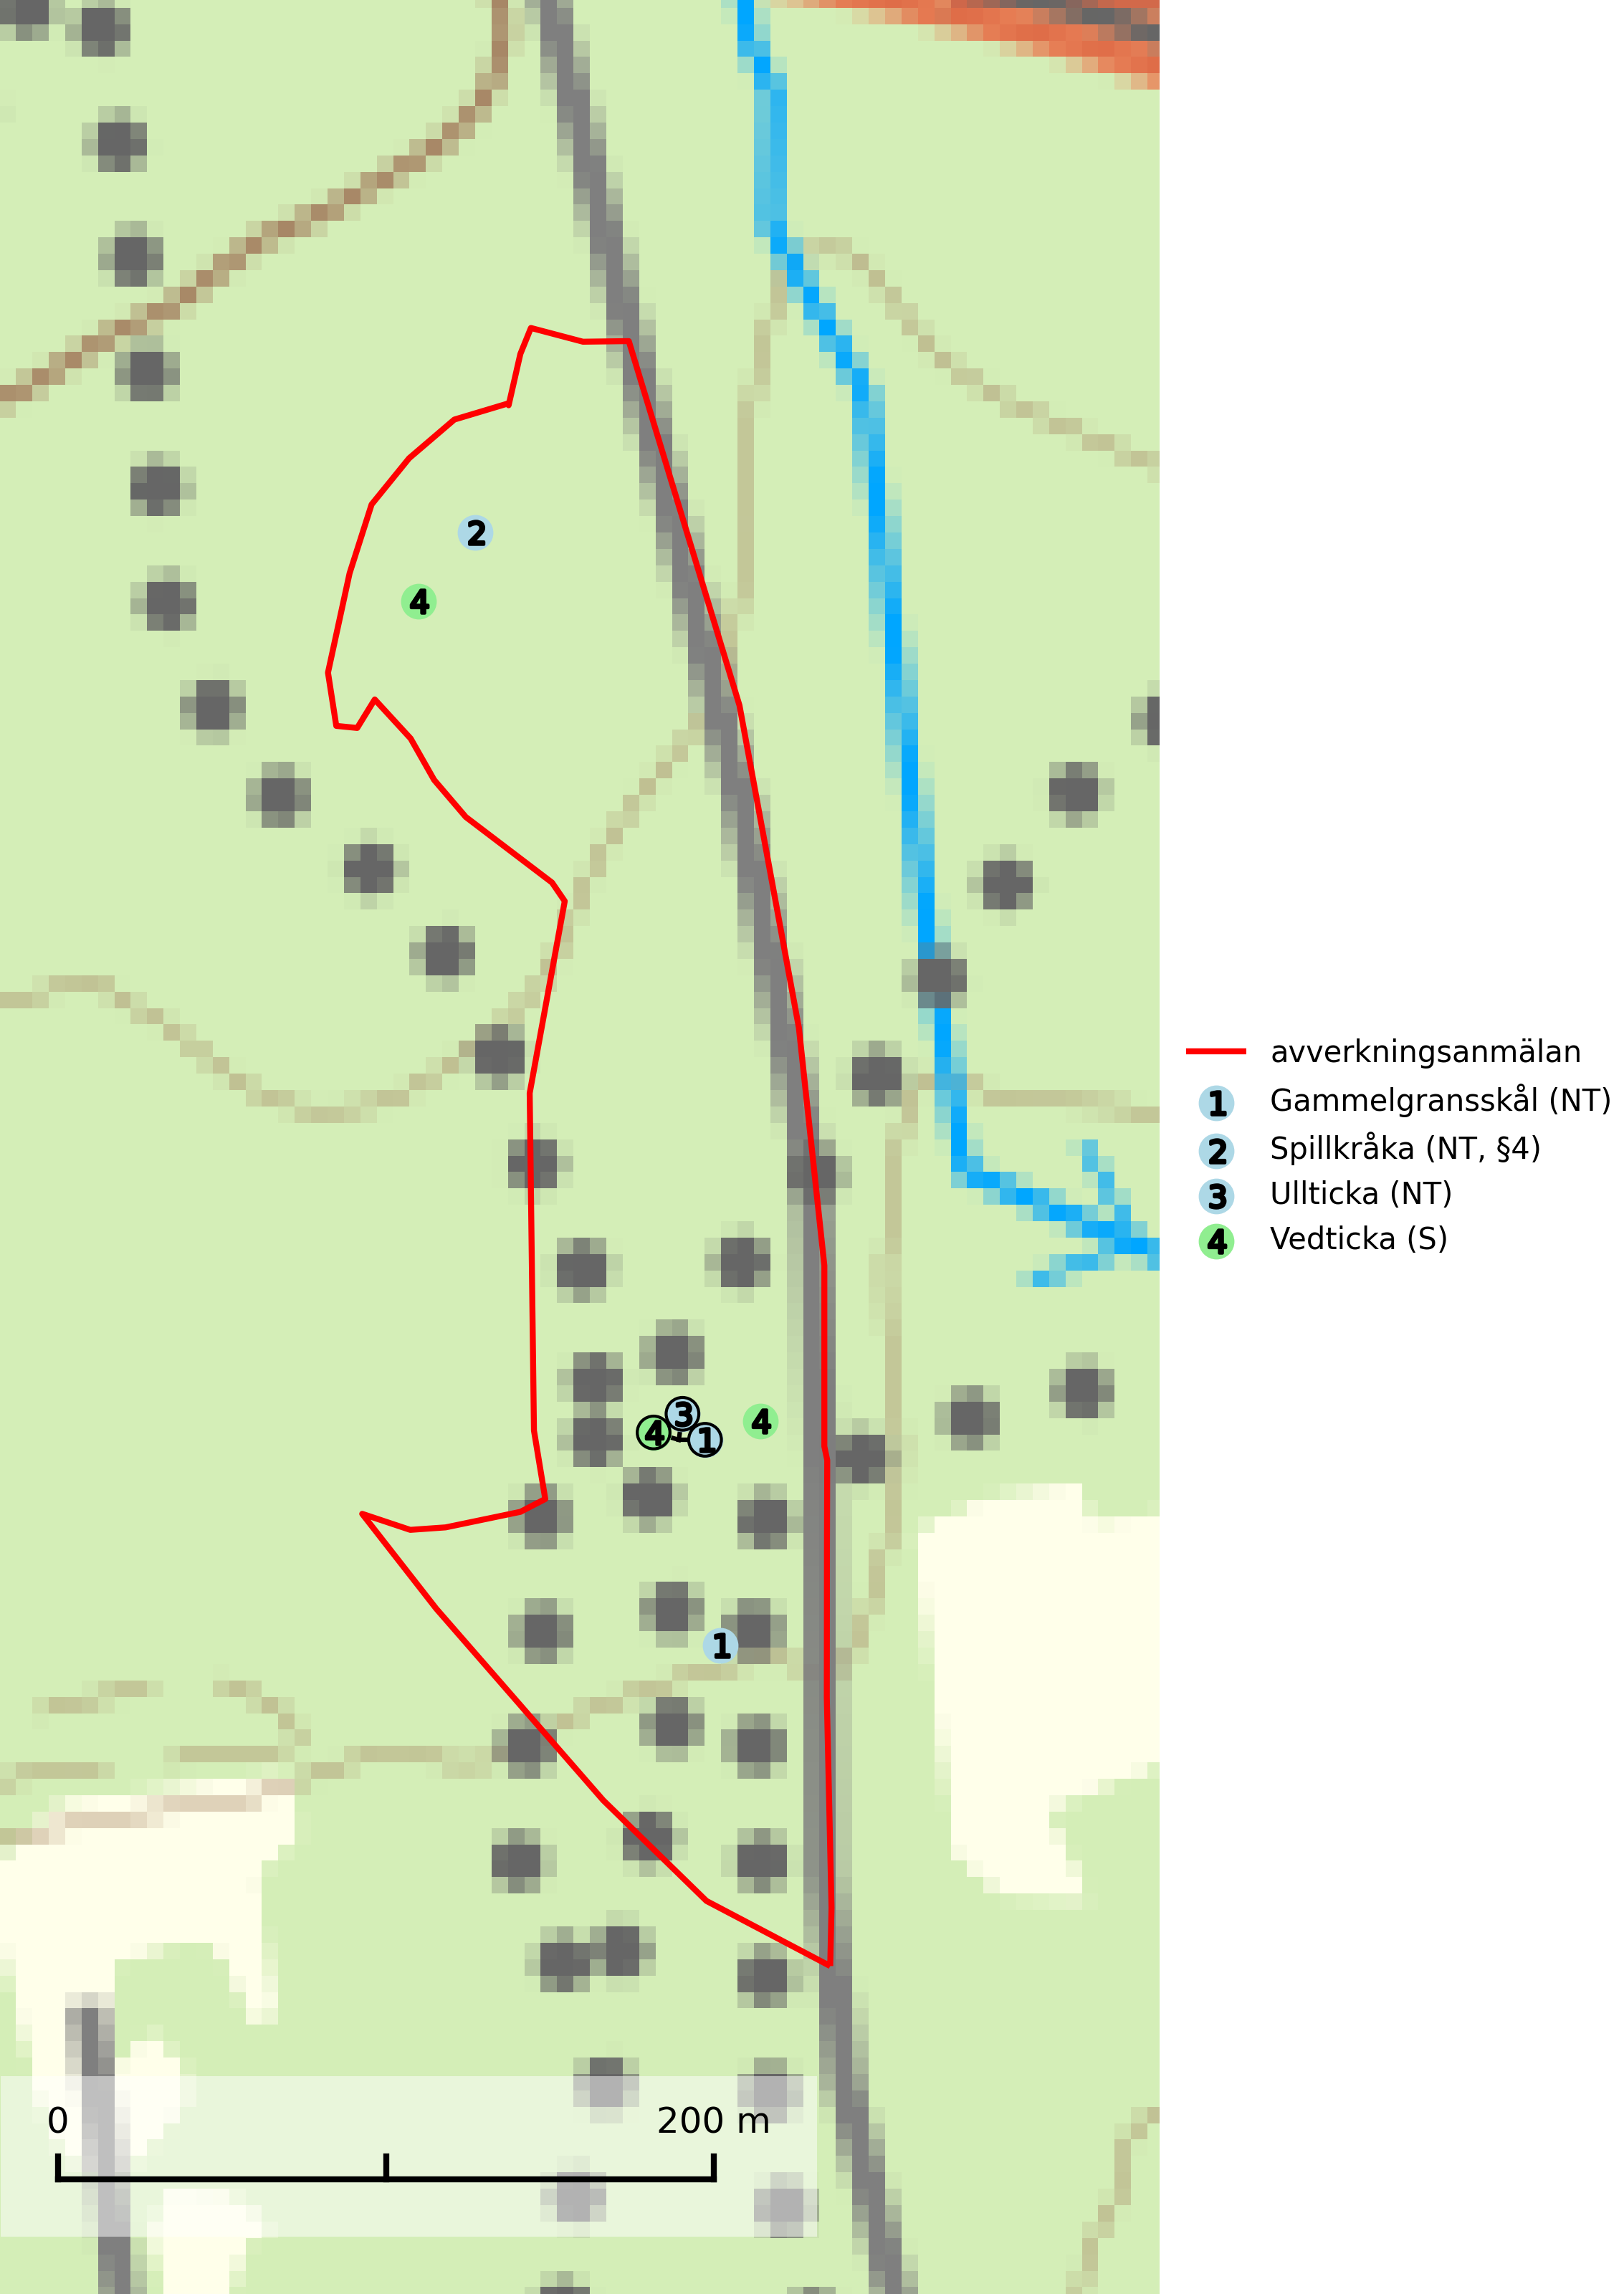 2
4
3
4 1
4
1
avverkningsanmälan
1 Gammelgransskål (NT)
2 Spillkråka (NT, §4)
3 Ullticka (NT)
4 Vedticka (S)
0 200 m